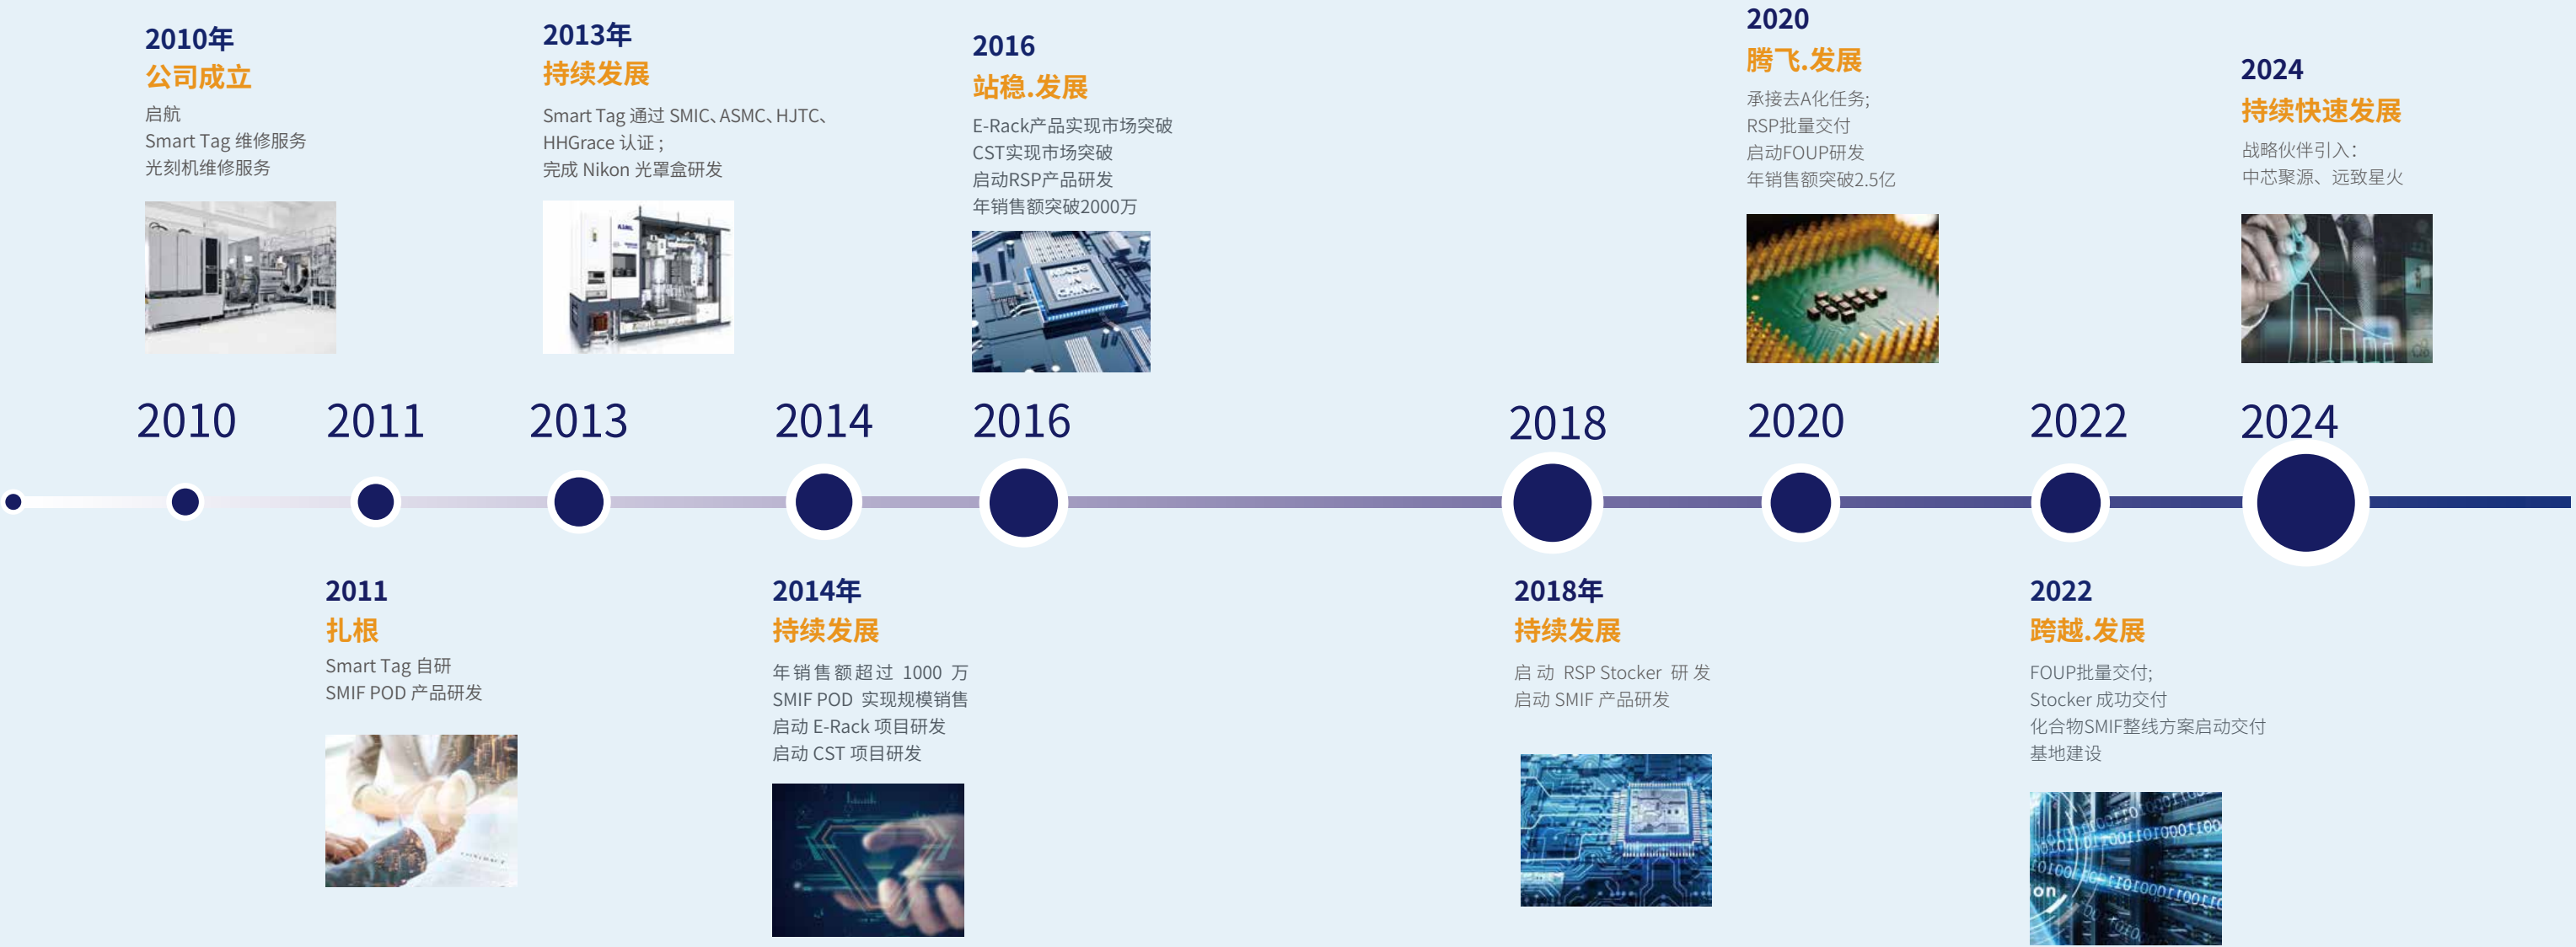 2010年
公司成立
启航
Smart Tag 维修服务
光刻机维修服务
2013年
持续发展
Smart Tag 通过 SMIC、ASMC、HJTC、
HHGrace 认证 ;
完成 Nikon 光罩盒研发
ASML
2016
站稳.发展
E-Rack产品实现市场突破
CST实现市场突破
启动RSP产品研发
年销售额突破2000万
MADE
IN
CHINA
2020
腾飞.发展
承接去A化任务;
RSP批量交付
启动FOUP研发
年销售额突破2.5亿
2024
持续快速发展
战略伙伴引入：
中芯聚源、远致星火
2010
2011
2013
2014
2016
2018
2020
2022
2024
2011
扎根
Smart Tag 自研
SMIF POD 产品研发
CONTRACT
2014年
持续发展
年销售额超过 1000 万
SMIF POD 实现规模销售
启动 E-Rack 项目研发
启动 CST 项目研发
2018年
持续发展
启动 RSP Stocker 研发
启动 SMIF 产品研发
2022
跨越.发展
FOUP批量交付;
Stocker 成功交付
化合物SMIF整线方案启动交付
基地建设
on